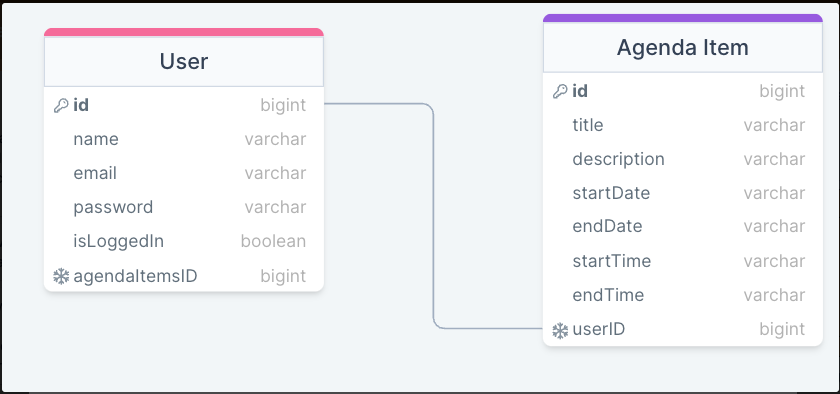 User
id bigint
name varchar
email varchar
password varchar
isLoggedIn boolean
agendaItemsID bigint
Agenda Item
id bigint
title varchar
description varchar
startDate varchar
endDate varchar
startTime varchar
endTime varchar
userID bigint